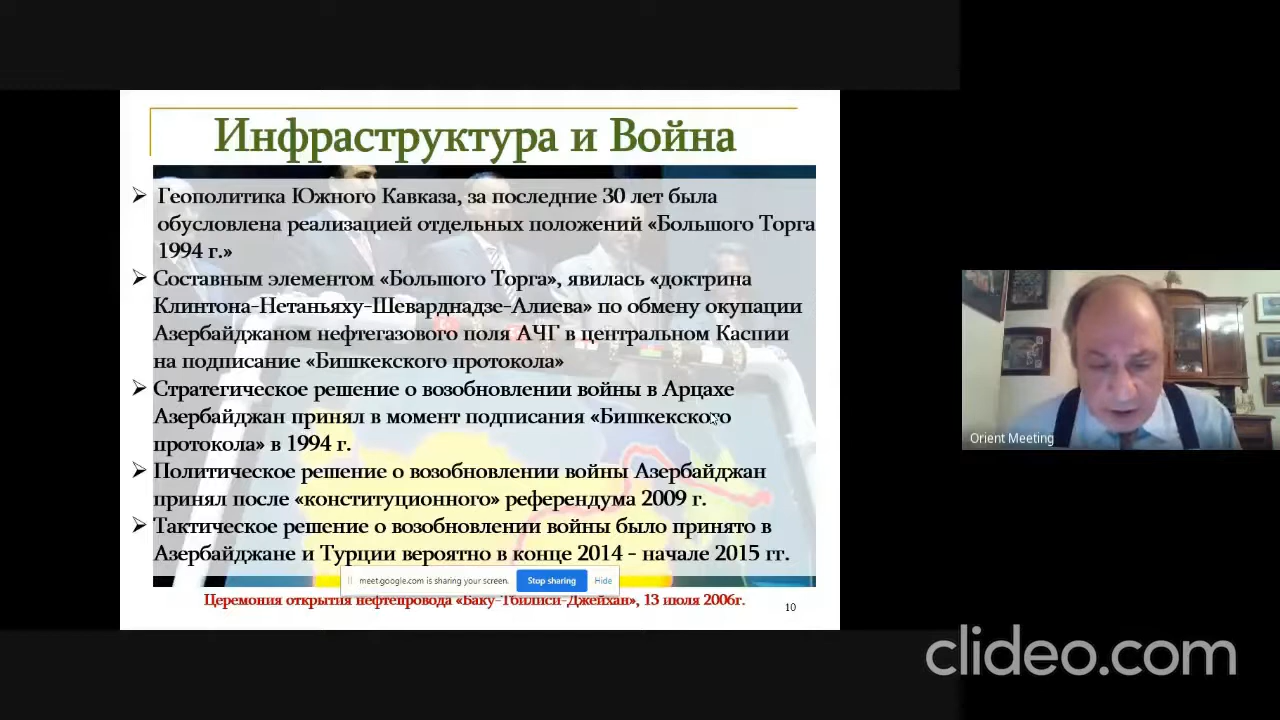 Инфраструктура и Война
➢ Геополитика Южного Кавказа, за последние 30 лет была
обусловлена реализацией отдельных положений «Большого Торга
1994 г.»
➢ Составным элементом «Большого Торга», явилась «доктрина
Клинтона-Нетаньяху-Шеварднадзе-Алиева» по обмену окупации
Азербайджаном нефтегазового поля АЧГ в центральном Каспии
на подписание «Бишкекского протокола»
➢ Стратегическое решение о возобновлении войны в Арцахе
Азербайджан принял в момент подписания «Бишкекского
протокола» в 1994 г.
➢ Политическое решение о возобновлении войны Азербайджан
принял после «конституционного» референдума 2009 г.
➢ Тактическое решение о возобновлении войны было принято в
Азербайджане и Турции вероятно в конце 2014 - начале 2015 гг.
meet.google.com is sharing your screen. Stop sharing Hide
Церемония открытия нефтепровода «Баку-Тбилиси-Джейхан», 13 июля 2006г.
10
Orient Meeting
clideo.com